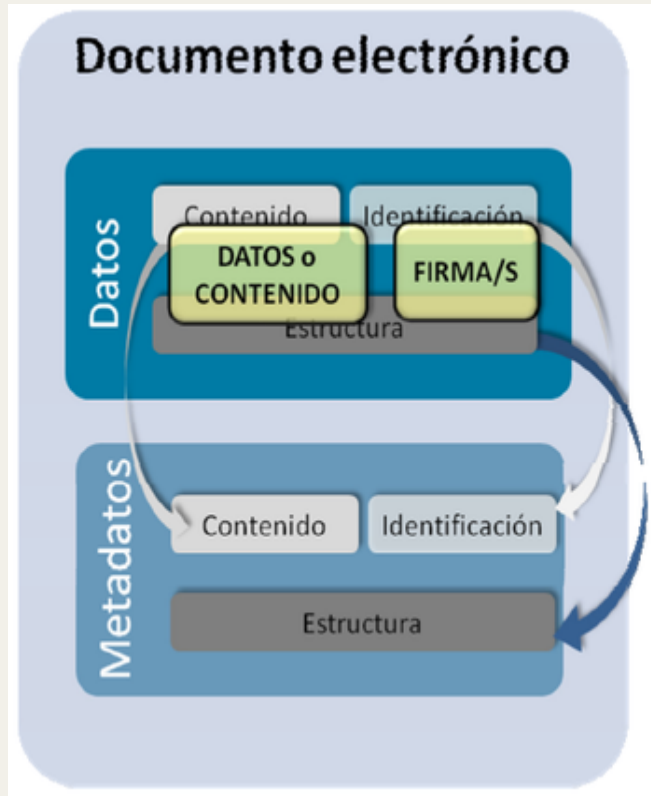 Documento electrónico
Datos
Contenido
Identificación
DATOS o
CONTENIDO
FIRMA/S
Estructura
Metadatos
Contenido
Identificación
Estructura